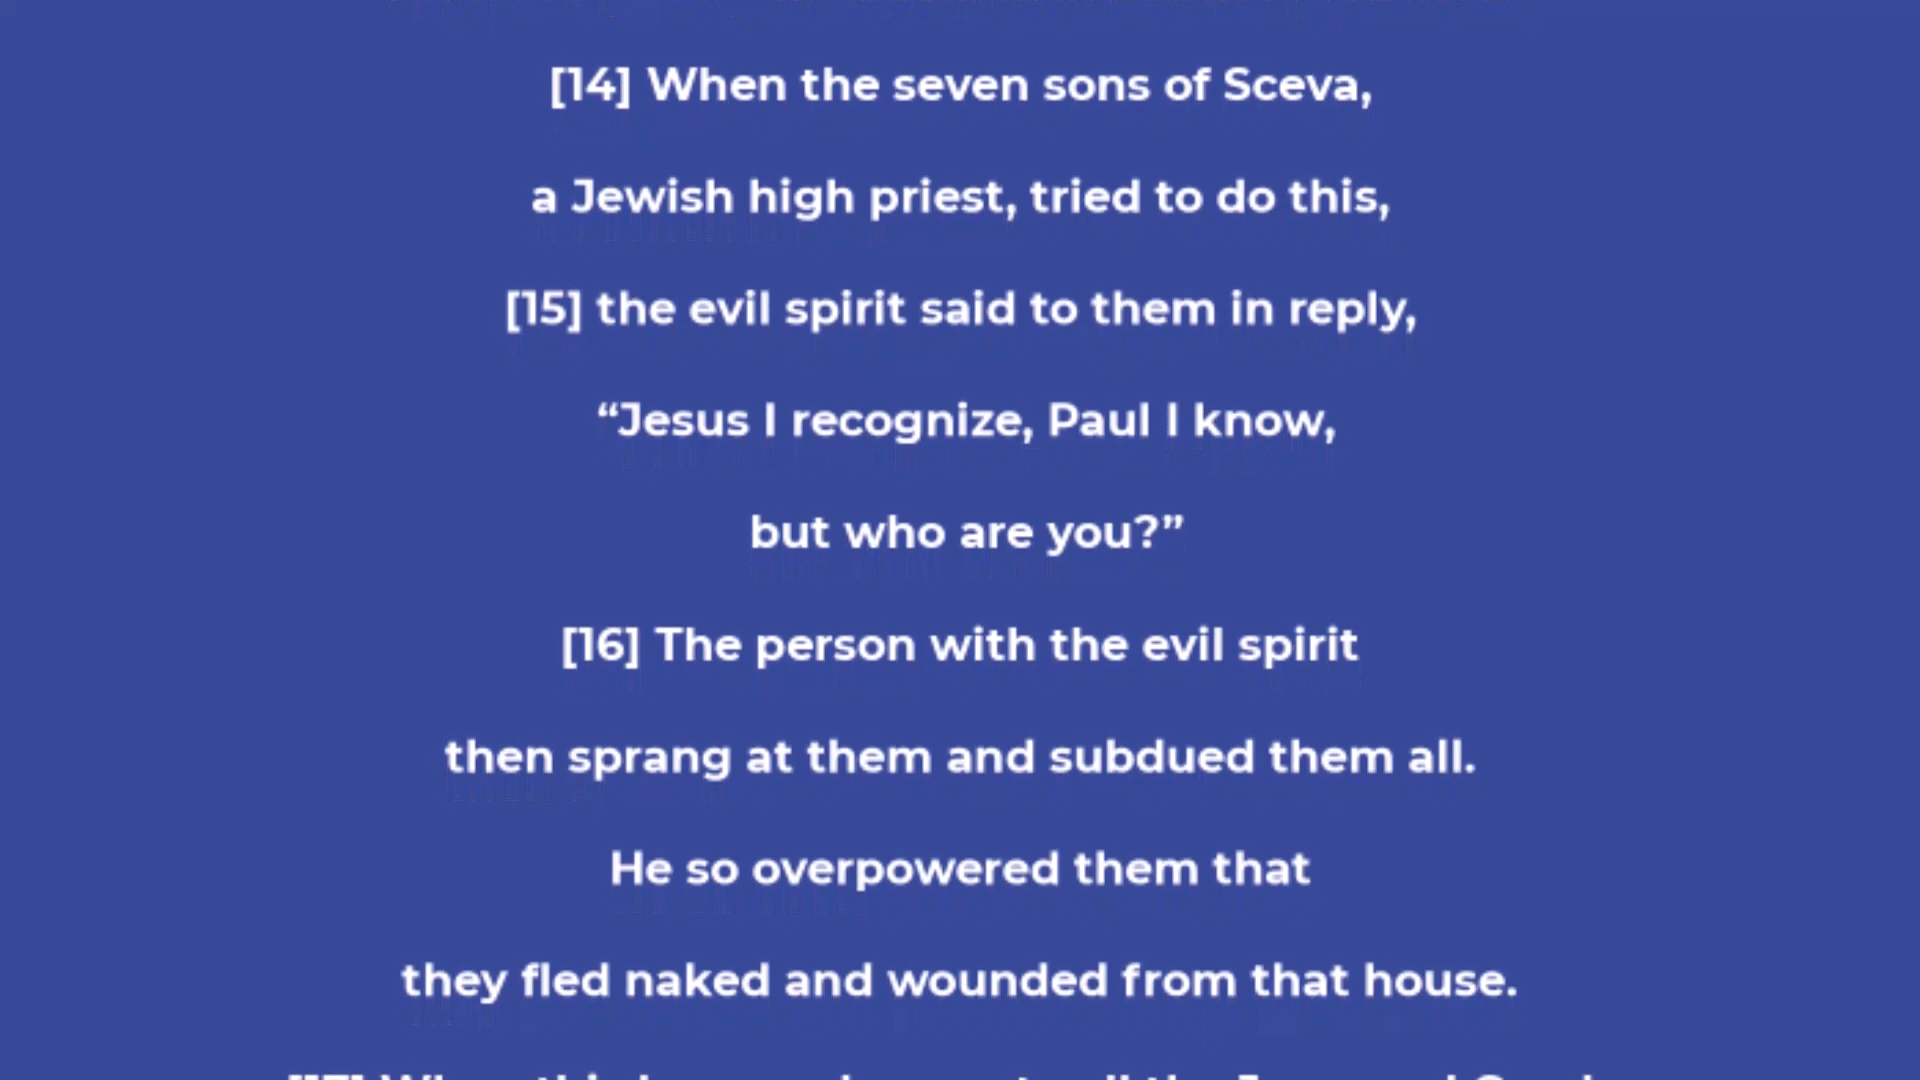 [14] When the seven sons of Sceva,
a Jewish high priest, tried to do this,
[15] the evil spirit said to them in reply,
“Jesus I recognize, Paul I know,
but who are you?”
[16] The person with the evil spirit
then sprang at them and subdued them all.
He so overpowered them that
they fled naked and wounded from that house.